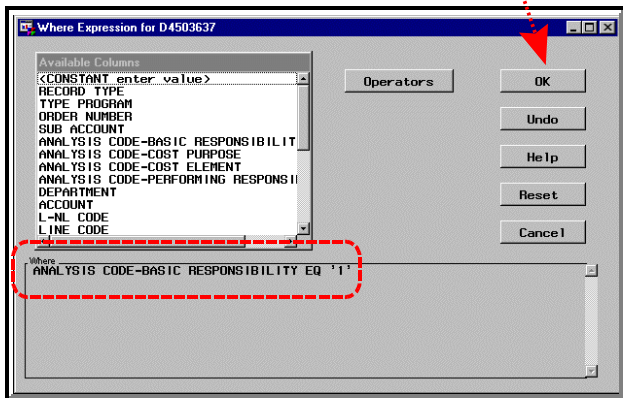 Where Expression for D4503637
Available Columns
<CONSTANT enter value>
RECORD TYPE
TYPE PROGRAM
ORDER NUMBER
SUB ACCOUNT
ANALYSIS CODE-BASIC RESPONSIBILIT
ANALYSIS CODE-COST PURPOSE
ANALYSIS CODE-COST ELEMENT
ANALYSIS CODE-PERFORMING RESPONSI
DEPARTMENT
ACCOUNT
L-NL CODE
LINE CODE
Operators
OK
Undo
Help
Reset
Cancel
Where
ANALYSIS CODE-BASIC RESPONSIBILITY EQ '1'